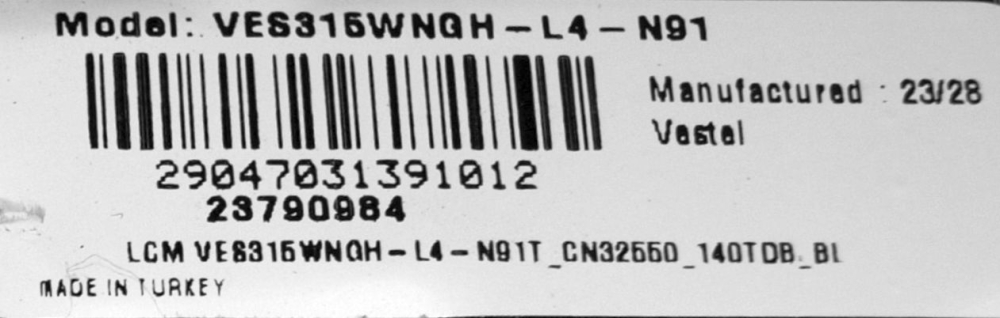 Model: VES315WNGH-L4-N91
Manufactured : 23/28
Vestel
29047031391012
23790984
LCM VES315WNGH-L4-N91T_CN32550_140TDB_BL
MADE IN TURKEY